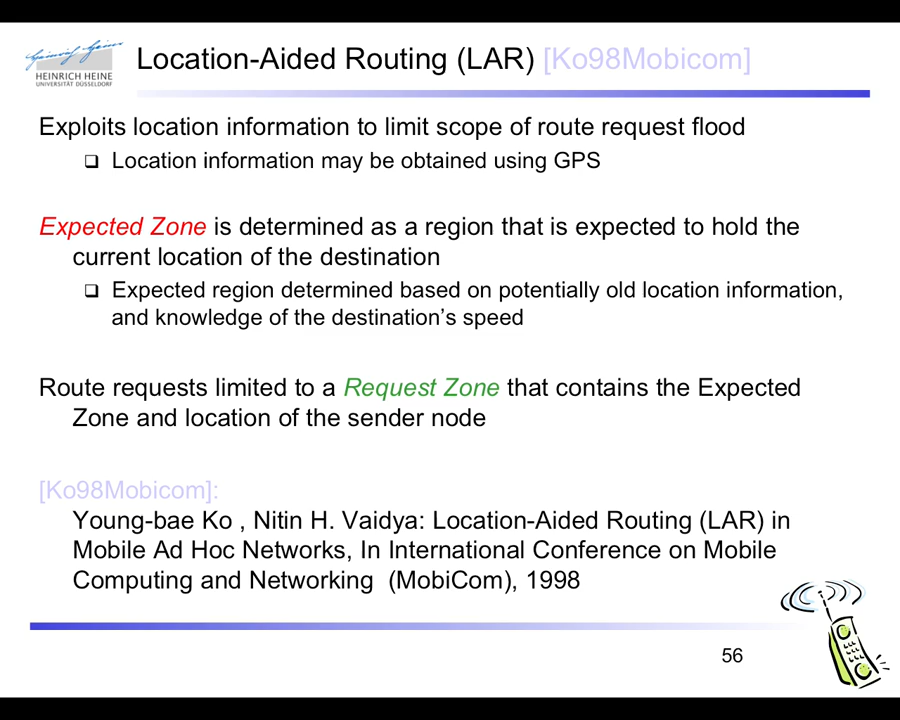 Heinrich Heine
HEINRICH HEINE
UNIVERSITÄT DÜSSELDORF
Location-Aided Routing (LAR) [Ko98Mobicom]
Exploits location information to limit scope of route request flood
❑ Location information may be obtained using GPS
Expected Zone is determined as a region that is expected to hold the
current location of the destination
❑ Expected region determined based on potentially old location information,
and knowledge of the destination's speed
Route requests limited to a Request Zone that contains the Expected
Zone and location of the sender node
[Ko98Mobicom]:
Young-bae Ko , Nitin H. Vaidya: Location-Aided Routing (LAR) in
Mobile Ad Hoc Networks, In International Conference on Mobile
Computing and Networking (MobiCom), 1998
56